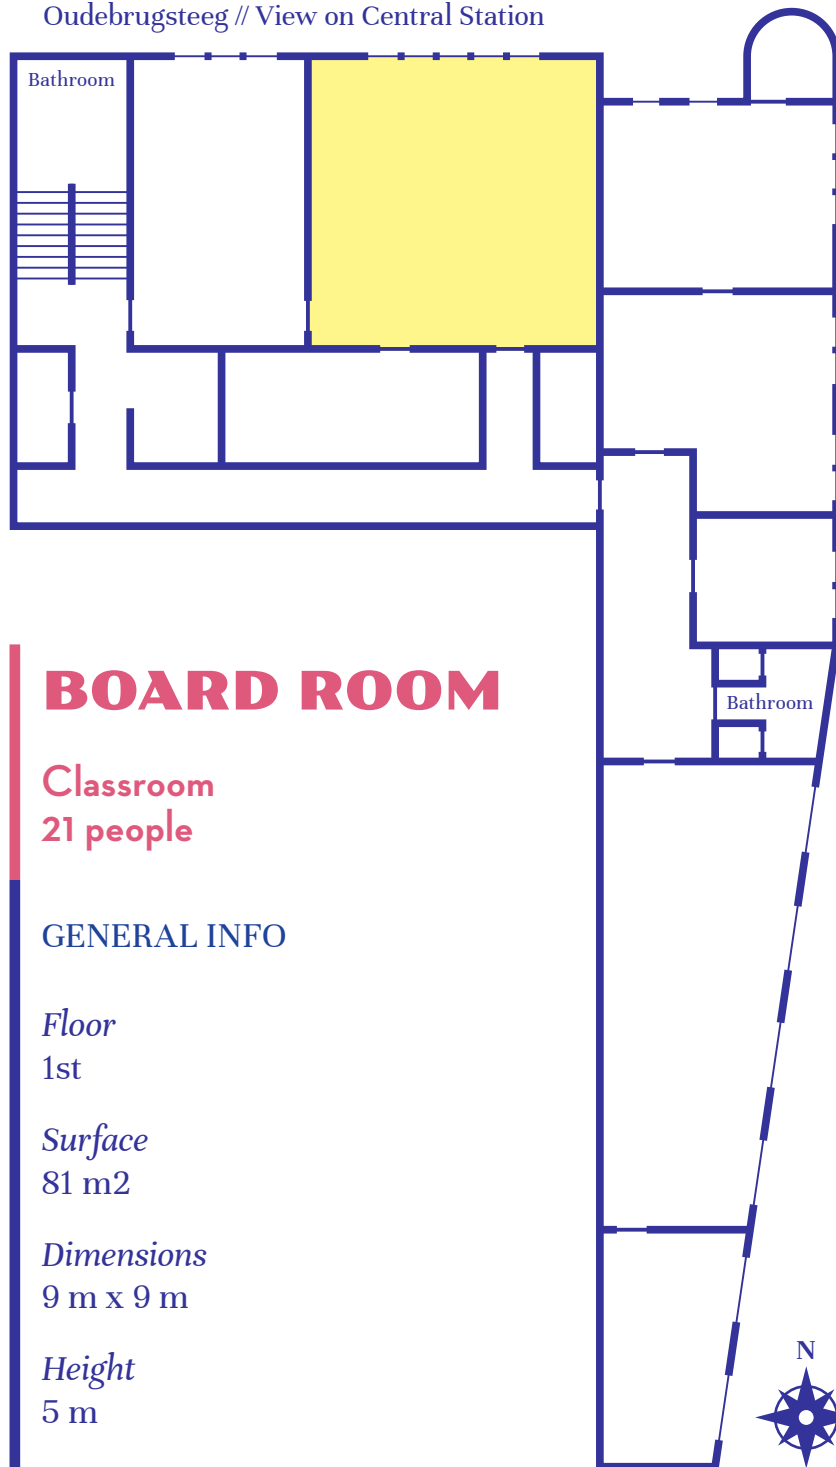 Oudebrugsteeg // View on Central Station
Bathroom
BOARD ROOM
Bathroom
Classroom
21 people
GENERAL INFO
Floor
1st
Surface
81 m2
Dimensions
9 m x 9 m
Height
5 m
N